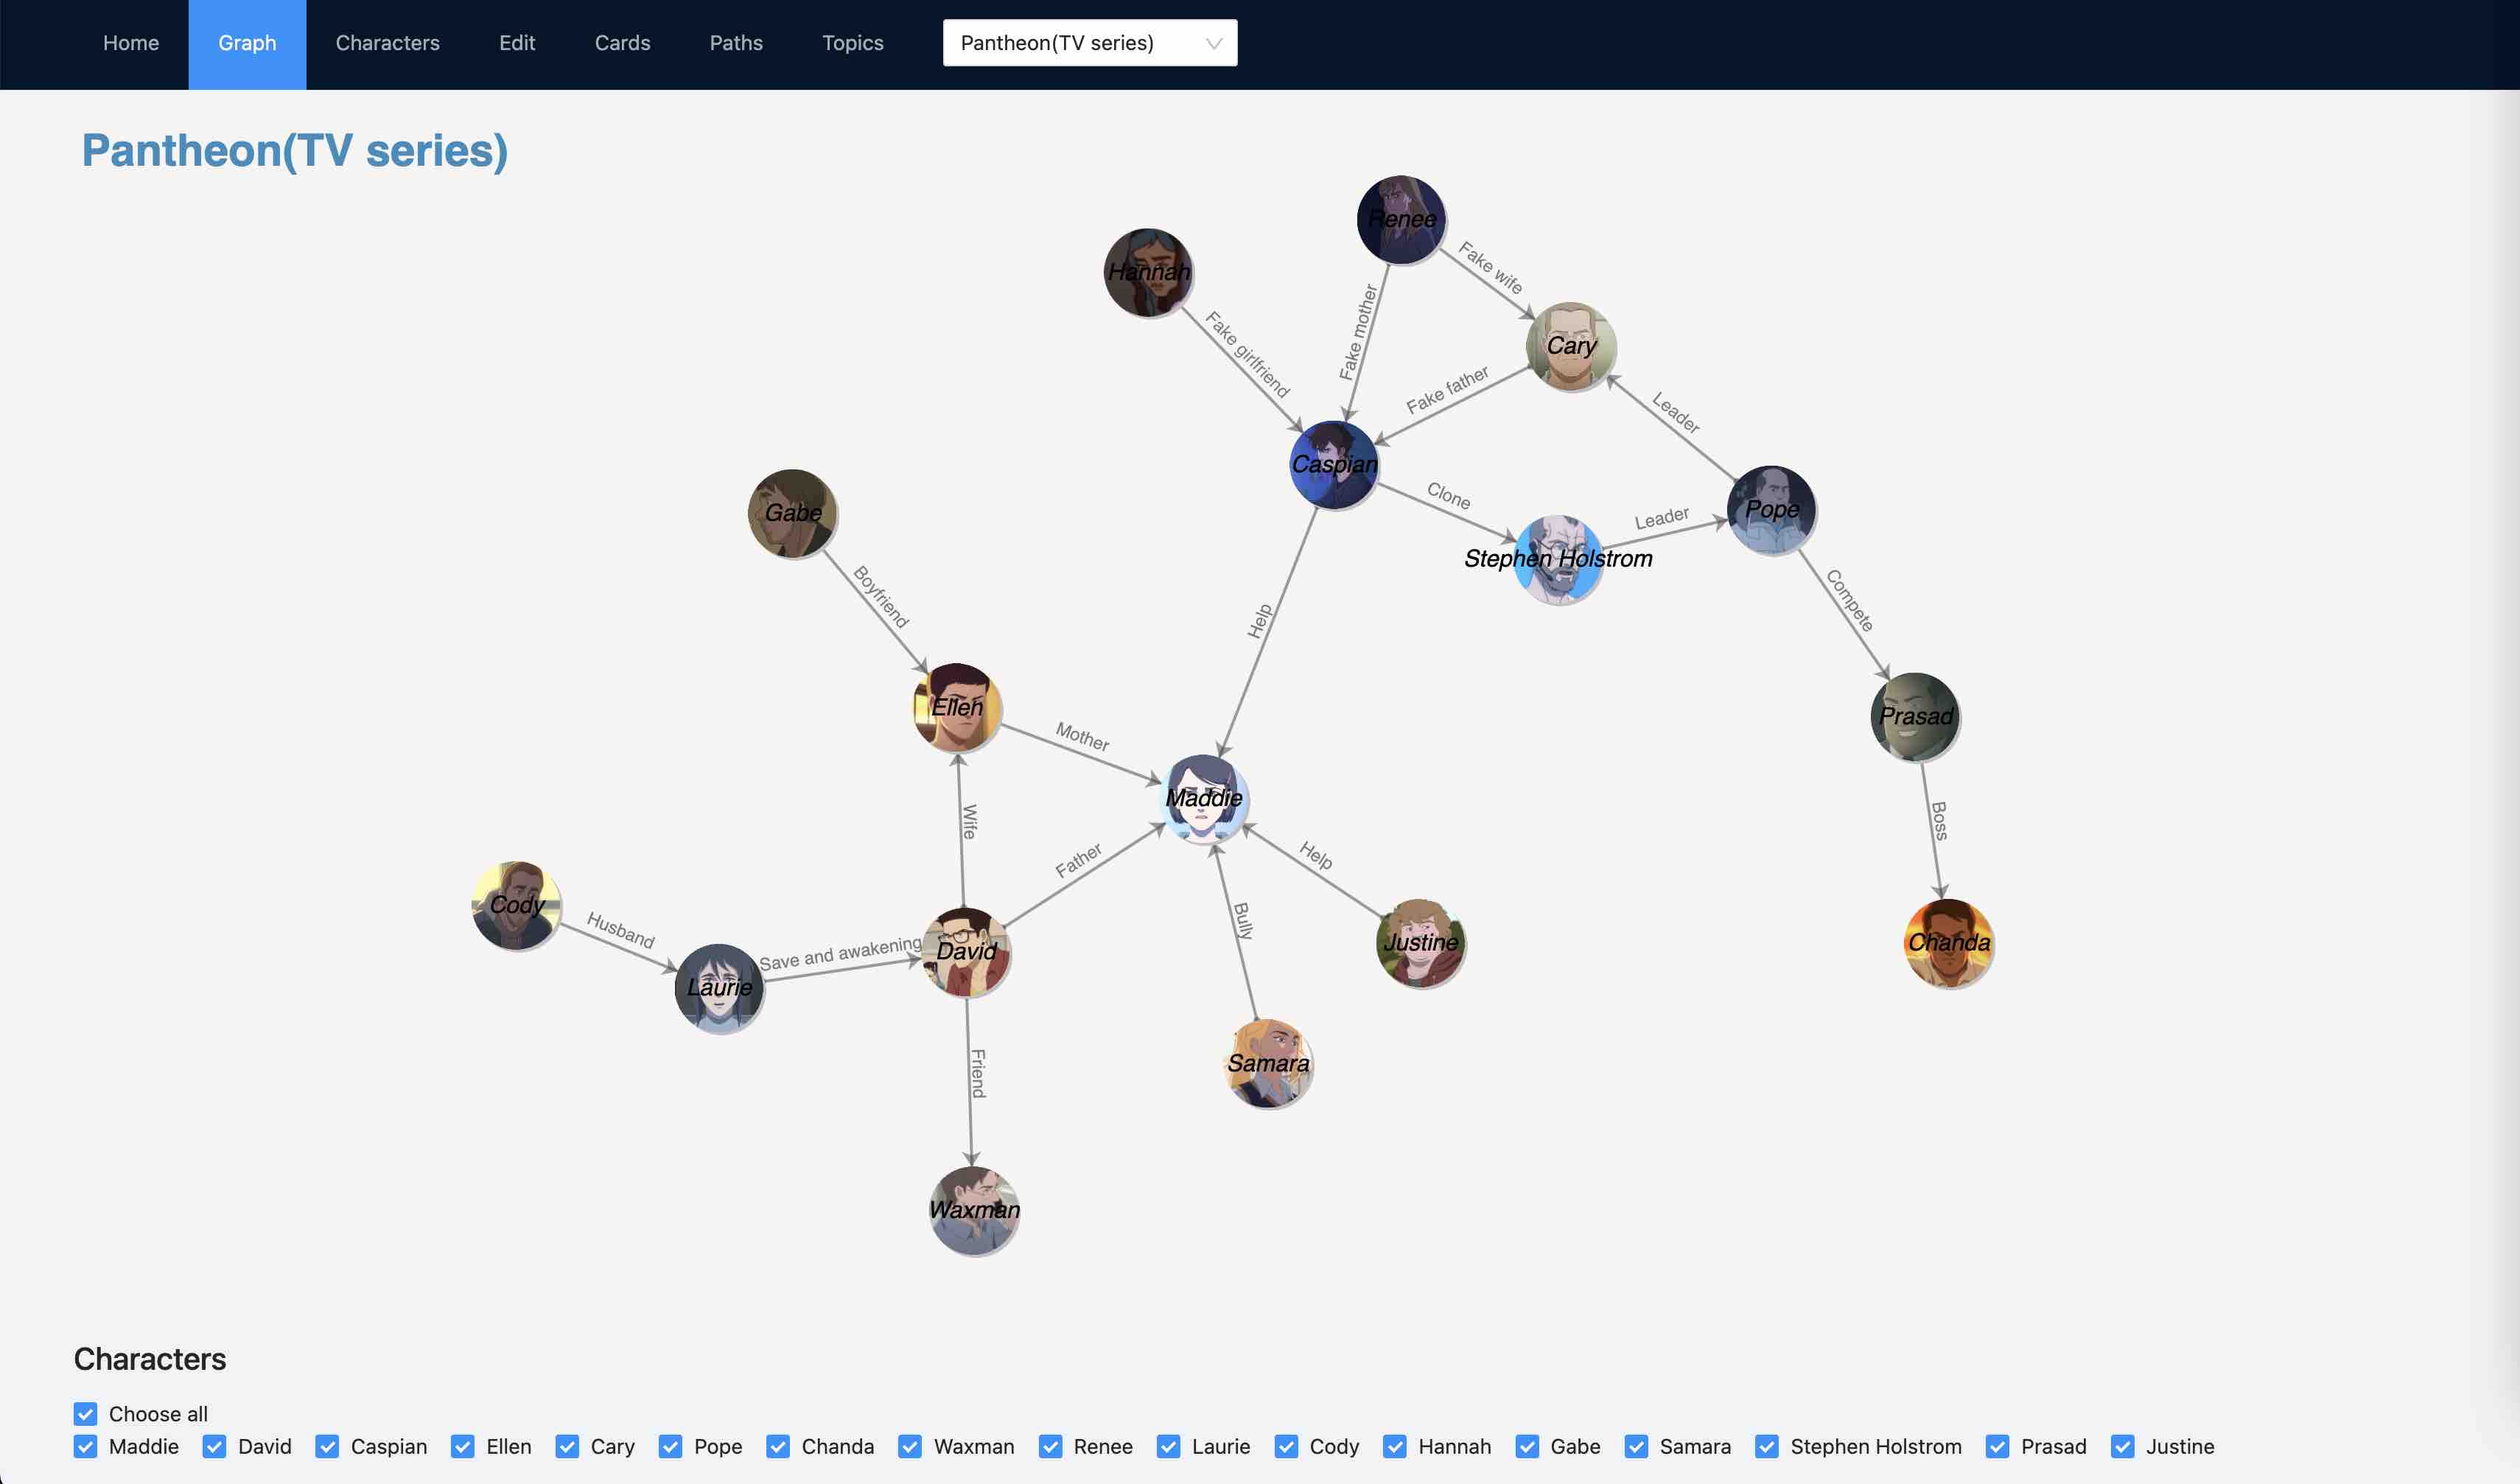 Home Graph Characters Edit Cards Paths Topics Pantheon(TV series)
Pantheon(TV series)
Renee
Fake wife
Hannah
Fake mother
Fake girlfriend
Cary
Fake father
Leader
Caspian
Clone
Gabe
Pope
Leader
Stephen Holstrom
Boyfriend
Compete
Help
Ellen
Prasad
Mother
Maddie
Wife
Boss
Father
Help
Cody
Husband
Bully
Save and awakening
David
Justine
Chanda
Laurie
Friend
Samara
Waxman
Characters
Choose all
Maddie David Caspian Ellen Cary Pope Chanda Waxman Renee Laurie Cody Hannah Gabe Samara Stephen Holstrom Prasad Justine